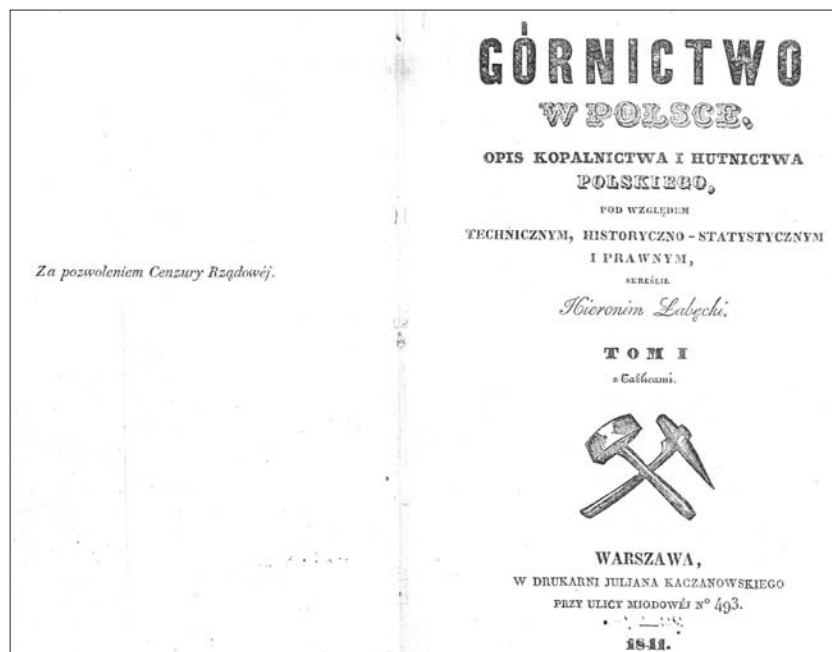 Za pozwoleniem Cenzury Rządowéj.
GÓRNICTWO
W POLSCE,
OPIS KOPALNICTWA I HUTNICTWA
POLSKIEGO,
POD WZGLĘDEM
TECHNICZNYM, HISTORYCZNO-STATYSTYCZNYM
I PRAWNYM,
SKREŚLIŁ
Hieronim Łabęcki.
TOM I
z Tablicami.
WARSZAWA,
W DRUKARNI JULJANA KACZANOWSKIEGO
PRZY ULICY MIODOWÉJ Nº 493.
1841.